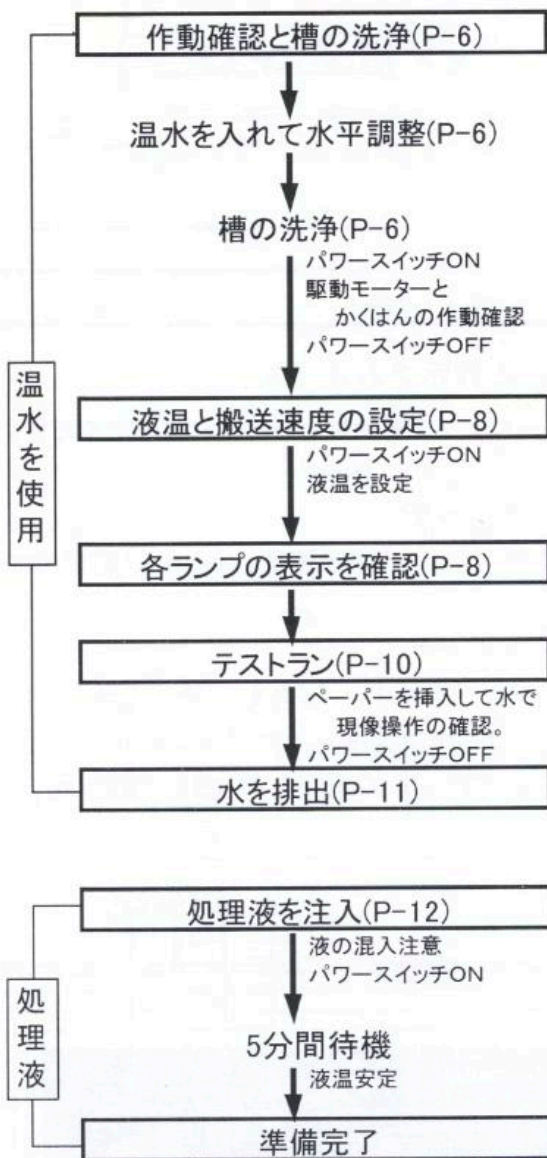 作動確認と槽の洗浄(P-6)
温水を入れて水平調整(P-6)
槽の洗浄(P-6)
パワースイッチON
駆動モーターと
かくはんの作動確認
パワースイッチOFF
液温と搬送速度の設定(P-8)
パワースイッチON
液温を設定
各ランプの表示を確認(P-8)
テストラン(P-10)
ペーパーを挿入して水で
現像操作の確認。
パワースイッチOFF
水を排出(P-11)
温水を使用
処理液を注入(P-12)
液の混入注意
パワースイッチON
5分間待機
液温安定
準備完了
処理液